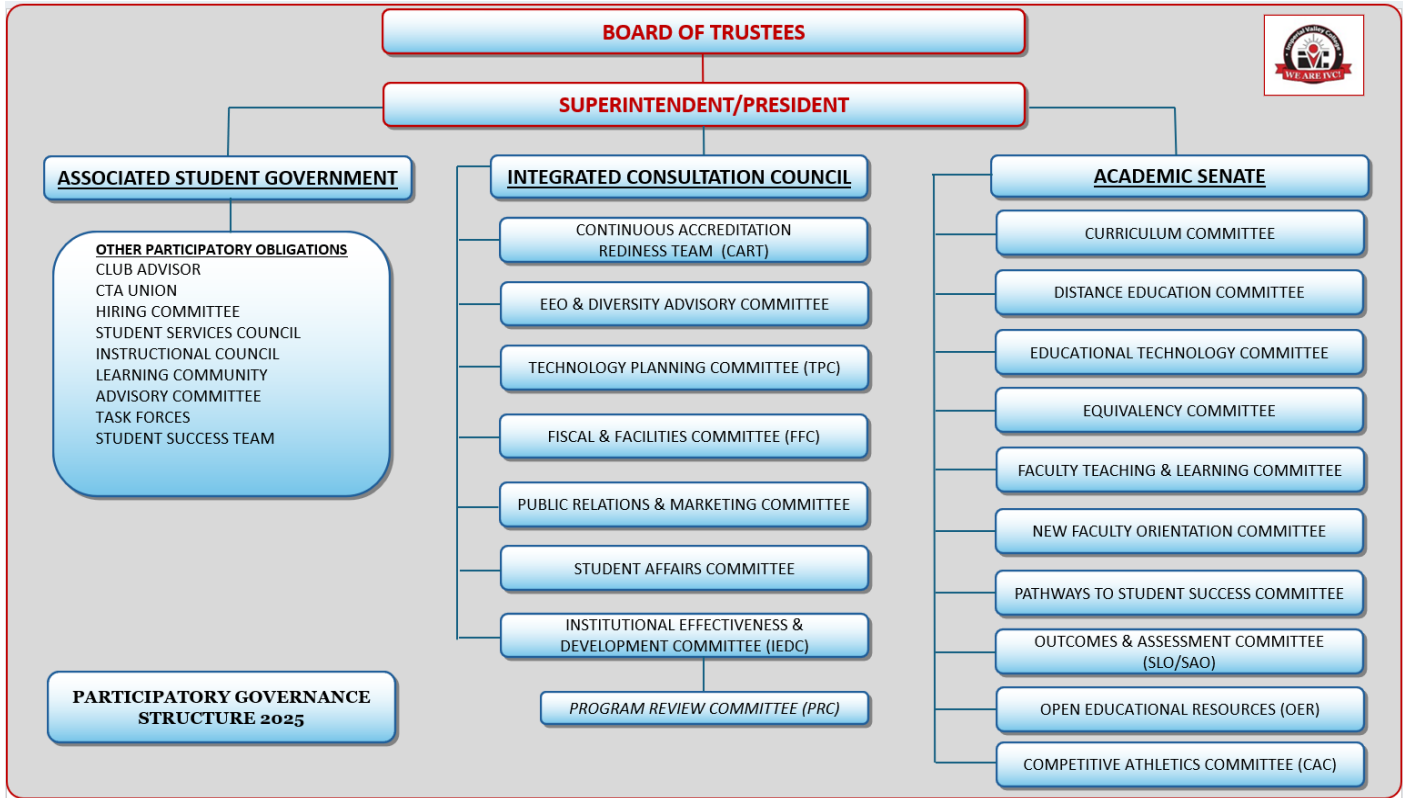 BOARD OF TRUSTEES
Imperial Valley College
WE ARE IVC!
SUPERINTENDENT/PRESIDENT
ASSOCIATED STUDENT GOVERNMENT
OTHER PARTICIPATORY OBLIGATIONS
CLUB ADVISOR
CTA UNION
HIRING COMMITTEE
STUDENT SERVICES COUNCIL
INSTRUCTIONAL COUNCIL
LEARNING COMMUNITY
ADVISORY COMMITTEE
TASK FORCES
STUDENT SUCCESS TEAM
PARTICIPATORY GOVERNANCE
STRUCTURE 2025
INTEGRATED CONSULTATION COUNCIL
CONTINUOUS ACCREDITATION
REDINESS TEAM (CART)
EEO & DIVERSITY ADVISORY COMMITTEE
TECHNOLOGY PLANNING COMMITTEE (TPC)
FISCAL & FACILITIES COMMITTEE (FFC)
PUBLIC RELATIONS & MARKETING COMMITTEE
STUDENT AFFAIRS COMMITTEE
INSTITUTIONAL EFFECTIVENESS &
DEVELOPMENT COMMITTEE (IEDC)
PROGRAM REVIEW COMMITTEE (PRC)
ACADEMIC SENATE
CURRICULUM COMMITTEE
DISTANCE EDUCATION COMMITTEE
EDUCATIONAL TECHNOLOGY COMMITTEE
EQUIVALENCY COMMITTEE
FACULTY TEACHING & LEARNING COMMITTEE
NEW FACULTY ORIENTATION COMMITTEE
PATHWAYS TO STUDENT SUCCESS COMMITTEE
OUTCOMES & ASSESSMENT COMMITTEE
(SLO/SAO)
OPEN EDUCATIONAL RESOURCES (OER)
COMPETITIVE ATHLETICS COMMITTEE (CAC)